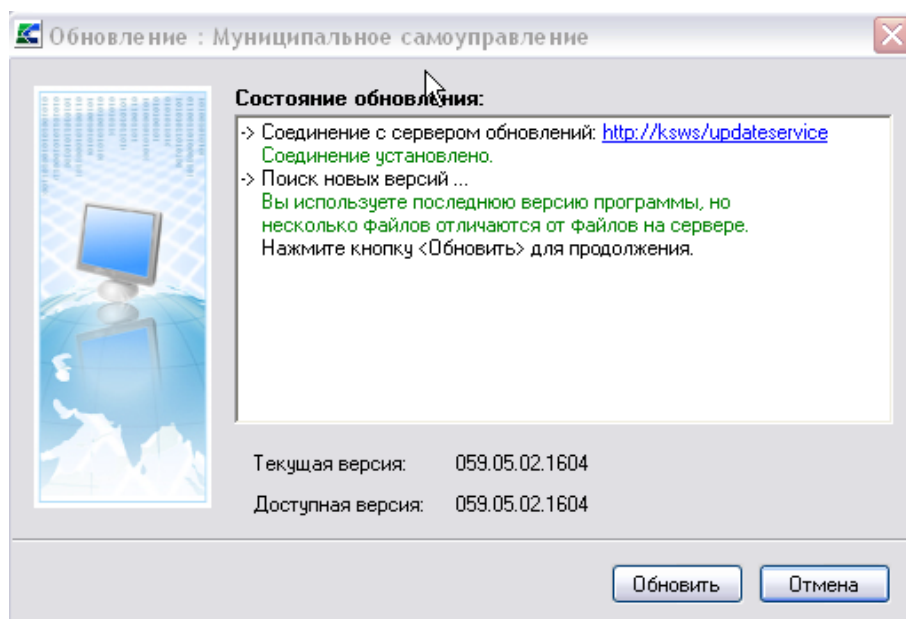 Обновление : Муниципальное самоуправление
Состояние обновления:
-> Соединение с сервером обновлений: http://ksws/updateservice
Соединение установлено.
-> Поиск новых версий ...
Вы используете последнюю версию программы, но
несколько файлов отличаются от файлов на сервере.
Нажмите кнопку <Обновить> для продолжения.
Текущая версия: 059.05.02.1604
Доступная версия: 059.05.02.1604
Обновить Отмена